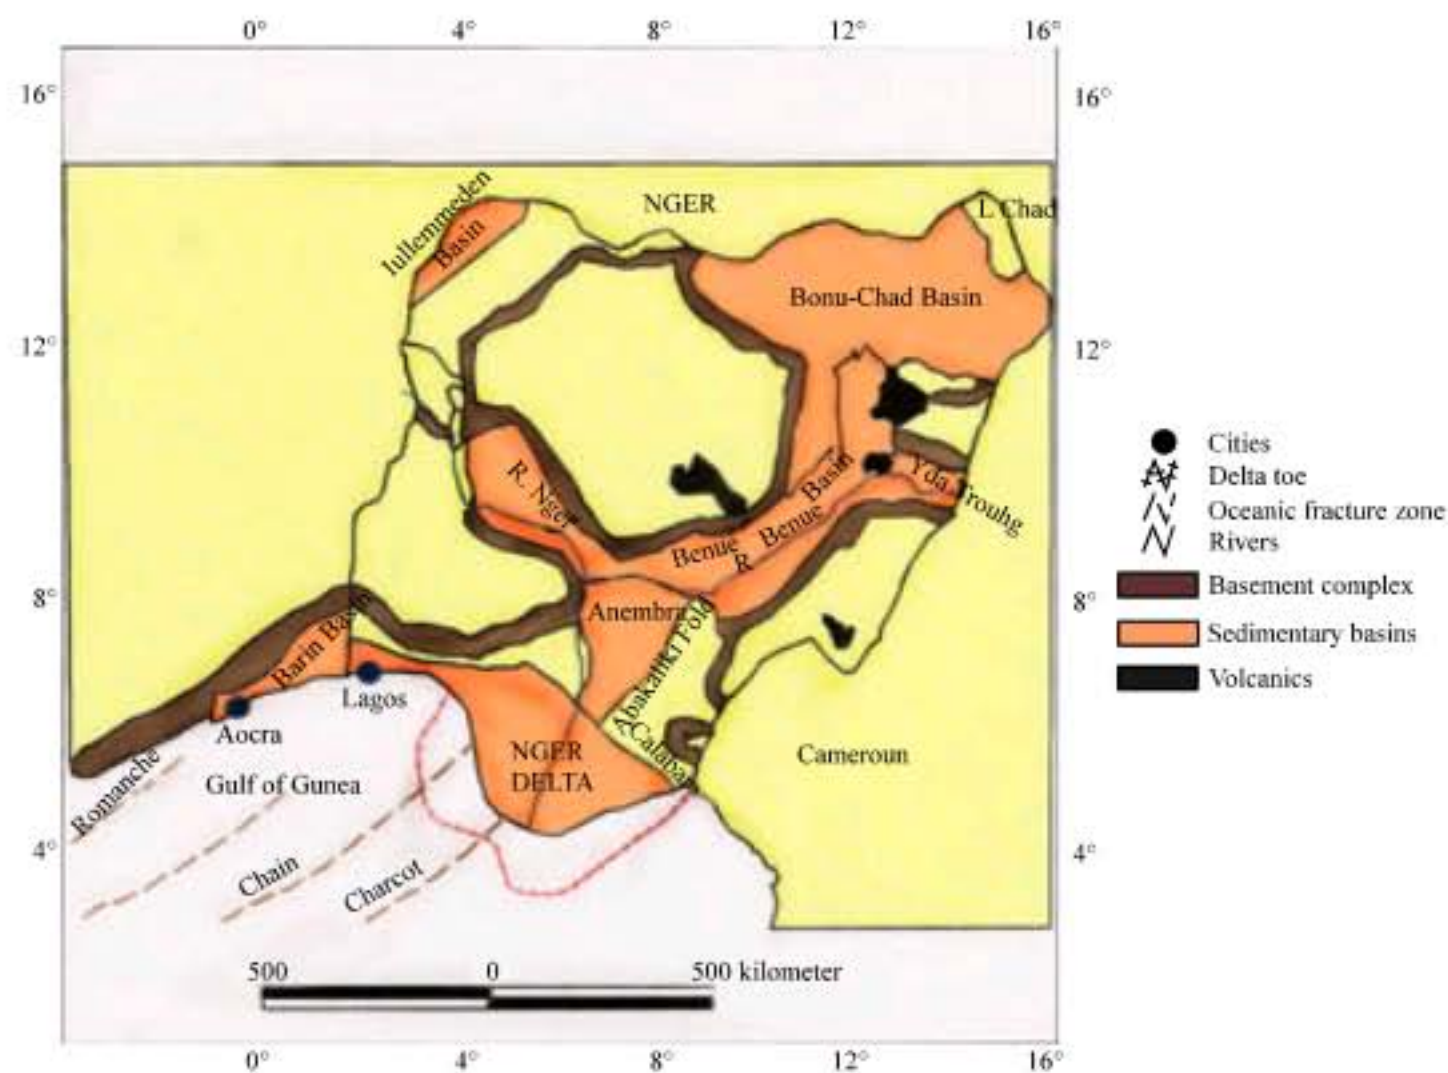 0° 4° 8° 12° 16°
16° 16°
Iullemmeden
Basin
NGER
L Chad
Bonu-Chad Basin
12° 12°
R. Nger
Benue
Basin
R Benue
Yda Trouhg
8° 8°
Anembra
Abakaliki Fold
Calabar
Barin Basin
Lagos
Aocra
NGER
DELTA
Cameroun
Romanche
Gulf of Gunea
Chain
Charcot
4° 4°
500 0 500 kilometer
0° 4° 8° 12° 16°
Cities
Delta toe
Oceanic fracture zone
Rivers
Basement complex
Sedimentary basins
Volcanics